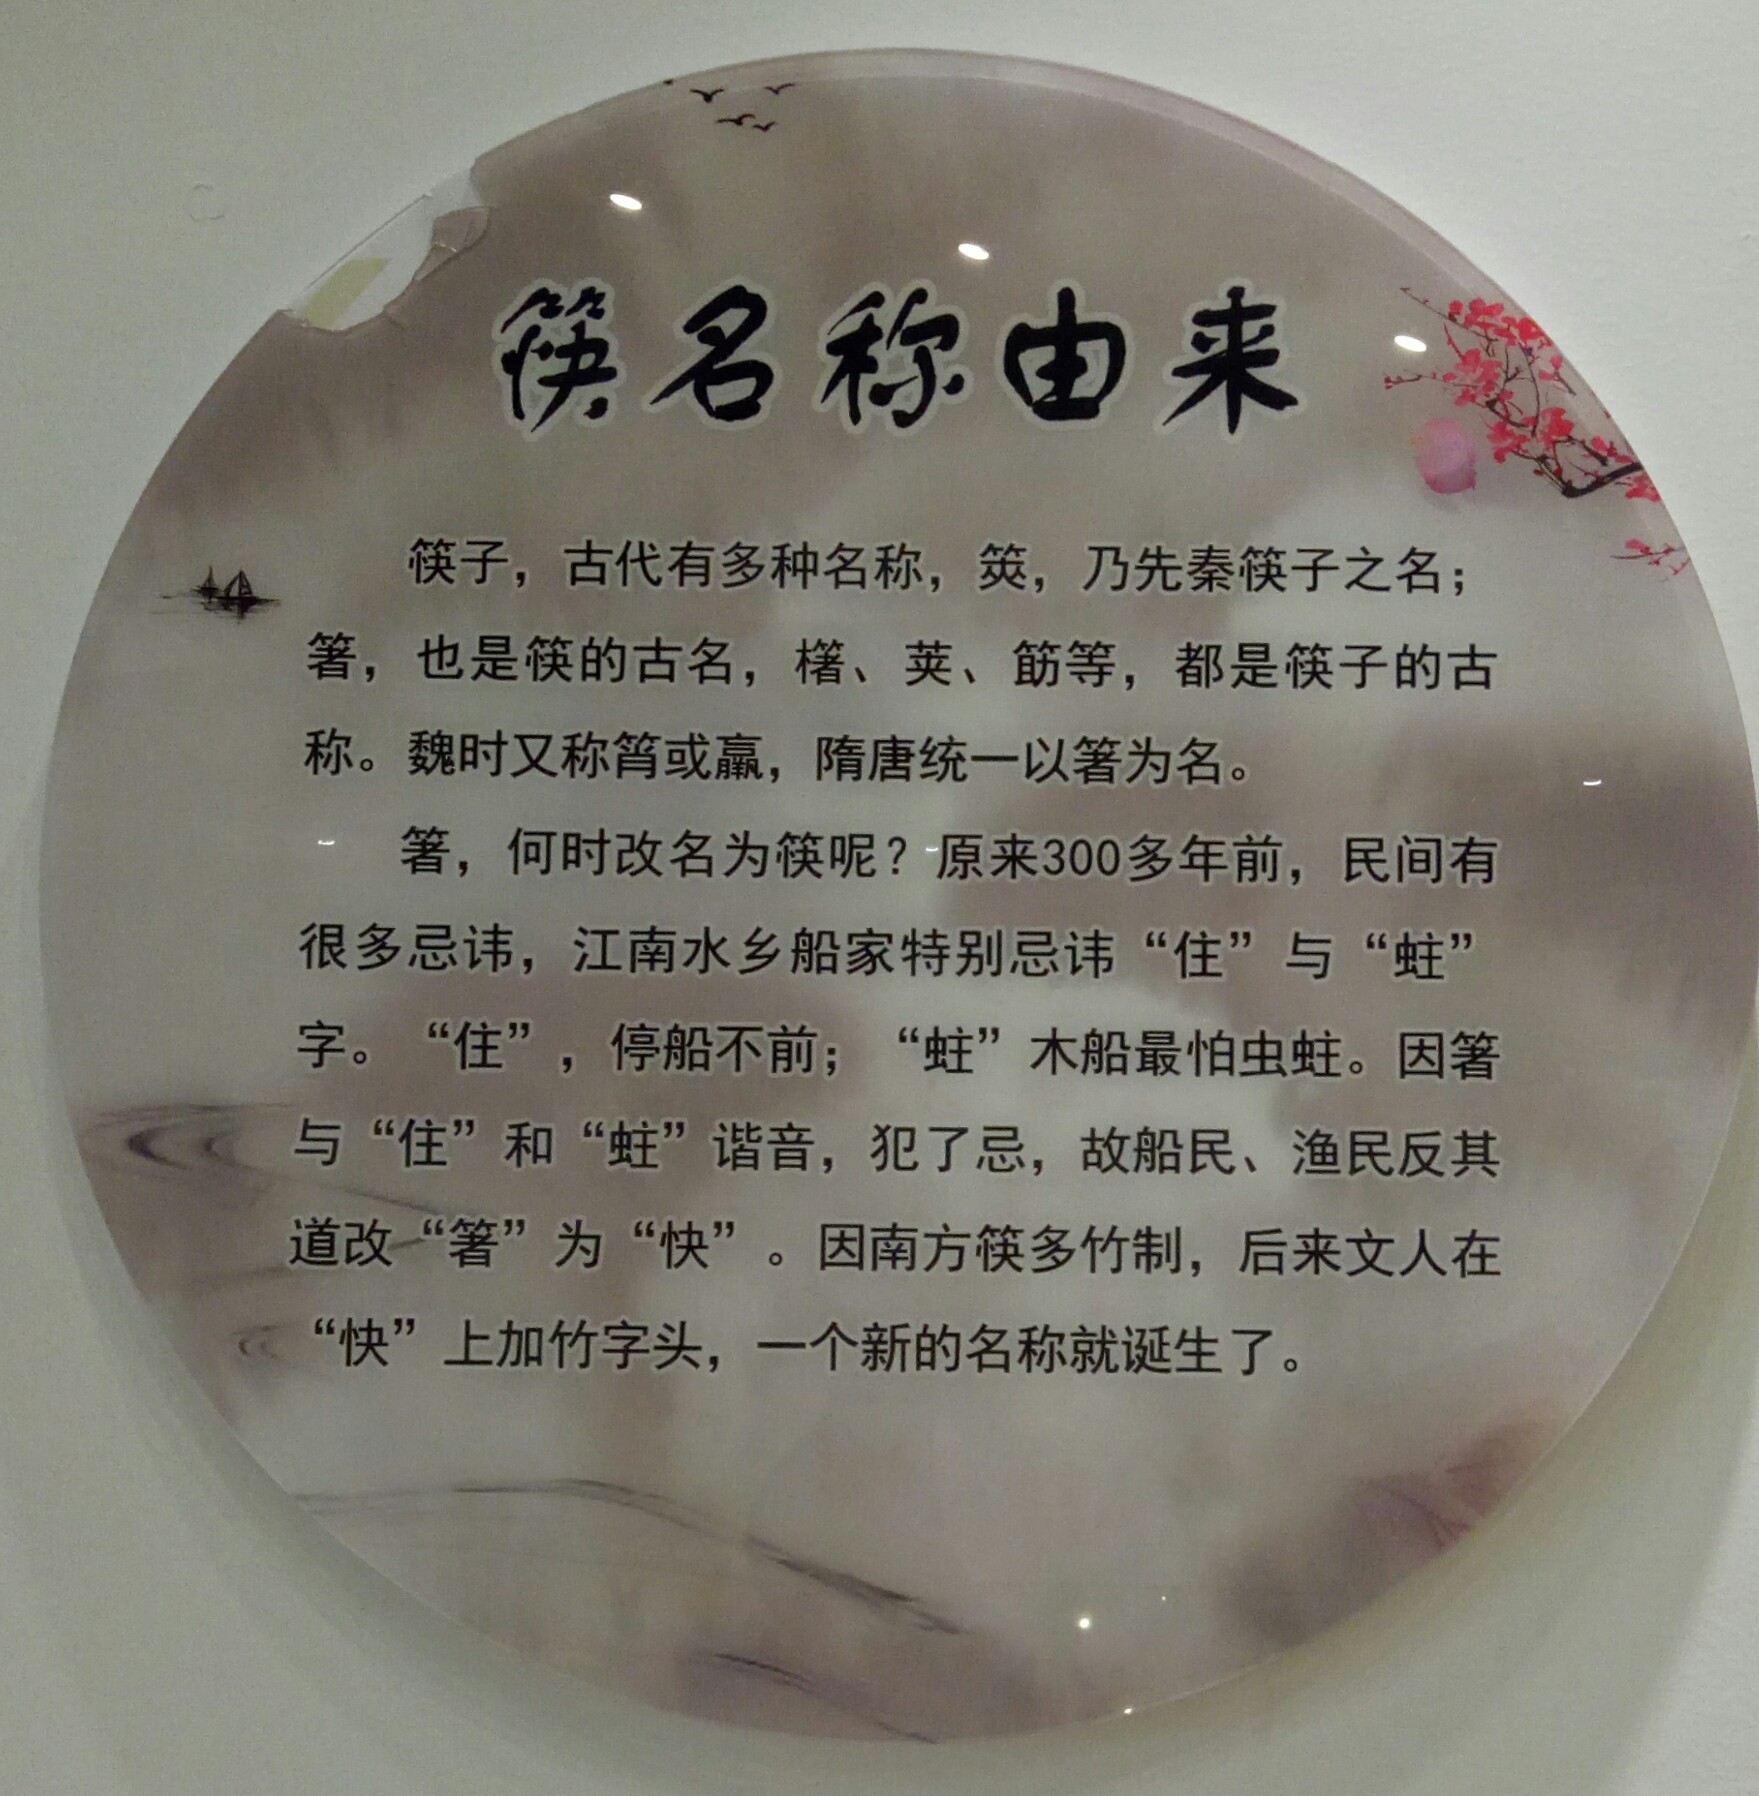 筷名称由来
筷子，古代有多种名称，筴，乃先秦筷子之名；
箸，也是筷的古名，櫡、荚、筯等，都是筷子的古
称。魏时又称筲或羸，隋唐统一以箸为名。
箸，何时改名为筷呢？原来300多年前，民间有
很多忌讳，江南水乡船家特别忌讳“住”与“蛀”
字。“住”，停船不前；“蛀”木船最怕虫蛀。因箸
与“住”和“蛀”谐音，犯了忌，故船民、渔民反其
道改“箸”为“快”。因南方筷多竹制，后来文人在
“快”上加竹字头，一个新的名称就诞生了。